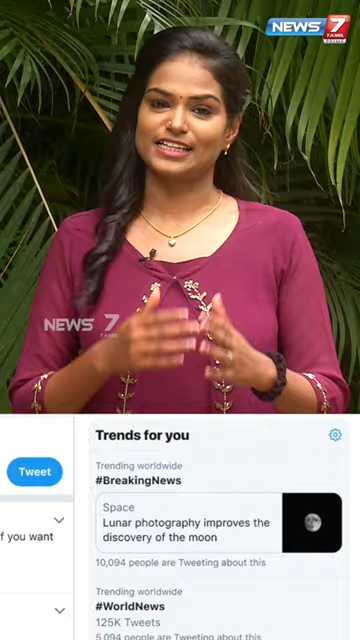 NEWS 7
TAMIL
PRIME
NEWS 7
TAMIL
Trends for you
Tweet
Trending worldwide
#BreakingNews
Space
Lunar photography improves the
discovery of the moon
10,094 people are Tweeting about this
f you want
Trending worldwide
#WorldNews
125K Tweets
5,094 people are Tweeting about this